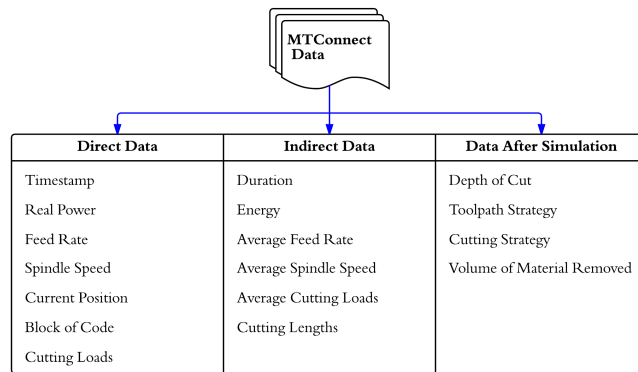 MTConnect
Data
Direct Data
Timestamp
Real Power
Feed Rate
Spindle Speed
Current Position
Block of Code
Cutting Loads
Indirect Data
Duration
Energy
Average Feed Rate
Average Spindle Speed
Average Cutting Loads
Cutting Lengths
Data After Simulation
Depth of Cut
Toolpath Strategy
Cutting Strategy
Volume of Material Removed